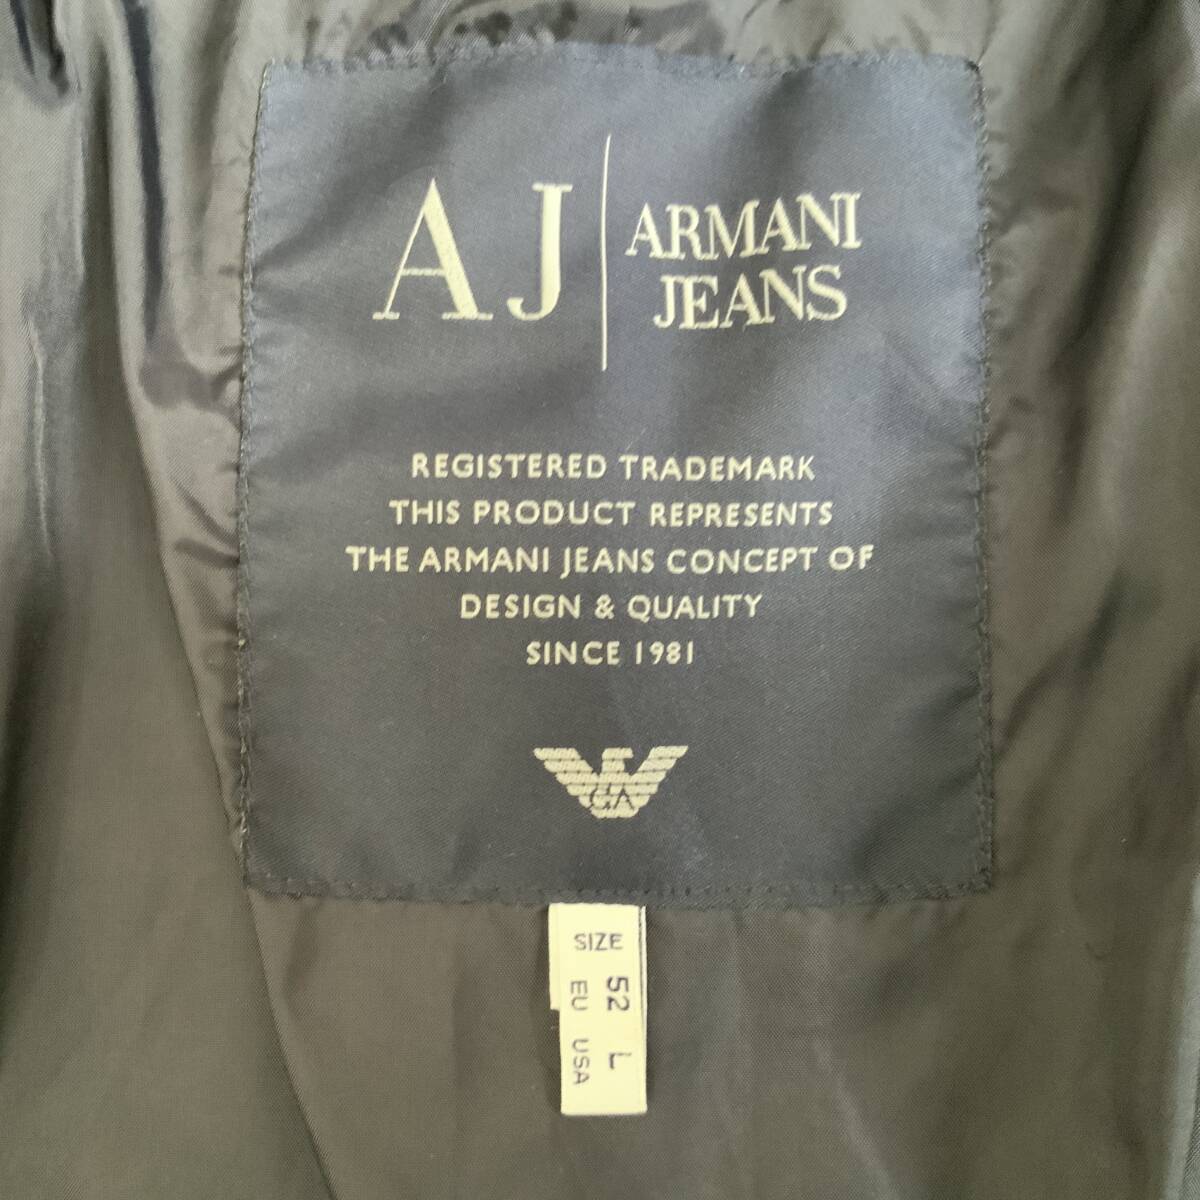 AJ
ARMANI
JEANS
REGISTERED TRADEMARK
THIS PRODUCT REPRESENTS
THE ARMANI JEANS CONCEPT OF
DESIGN & QUALITY
SINCE 1981
GA
SIZE
52 L
EU USA